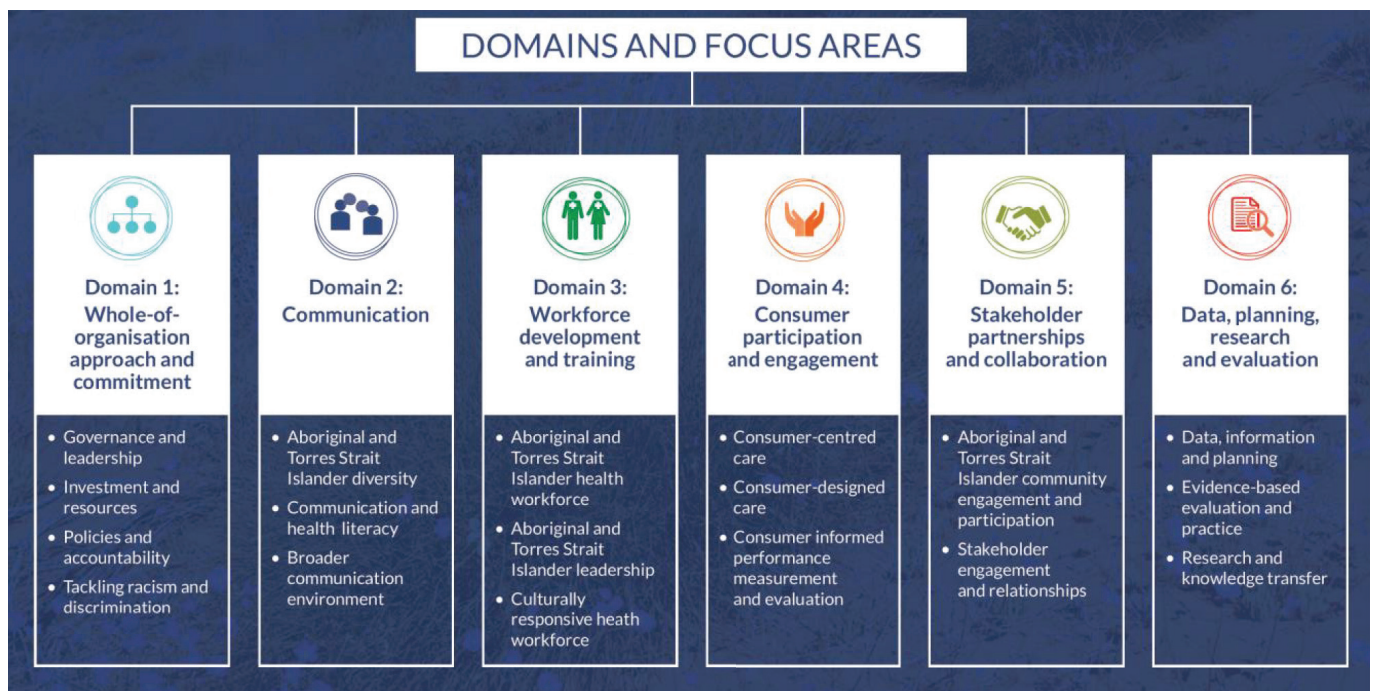 DOMAINS AND FOCUS AREAS
Domain 1:
Whole-of-
organisation
approach and
commitment
• Governance and
leadership
• Investment and
resources
• Policies and
accountability
• Tackling racism and
discrimination
Domain 2:
Communication
• Aboriginal and
Torres Strait
Islander diversity
• Communication and
health literacy
• Broader
communication
environment
Domain 3:
Workforce
development
and training
• Aboriginal and
Torres Strait
Islander health
workforce
• Aboriginal and
Torres Strait
Islander leadership
• Culturally
responsive heath
workforce
Domain 4:
Consumer
participation
and engagement
• Consumer-centred
care
• Consumer-designed
care
• Consumer informed
performance
measurement
and evaluation
Domain 5:
Stakeholder
partnerships
and collaboration
• Aboriginal and
Torres Strait
Islander community
engagement and
participation
• Stakeholder
engagement
and relationships
Domain 6:
Data, planning,
research
and evaluation
• Data, information
and planning
• Evidence-based
evaluation and
practice
• Research and
knowledge transfer